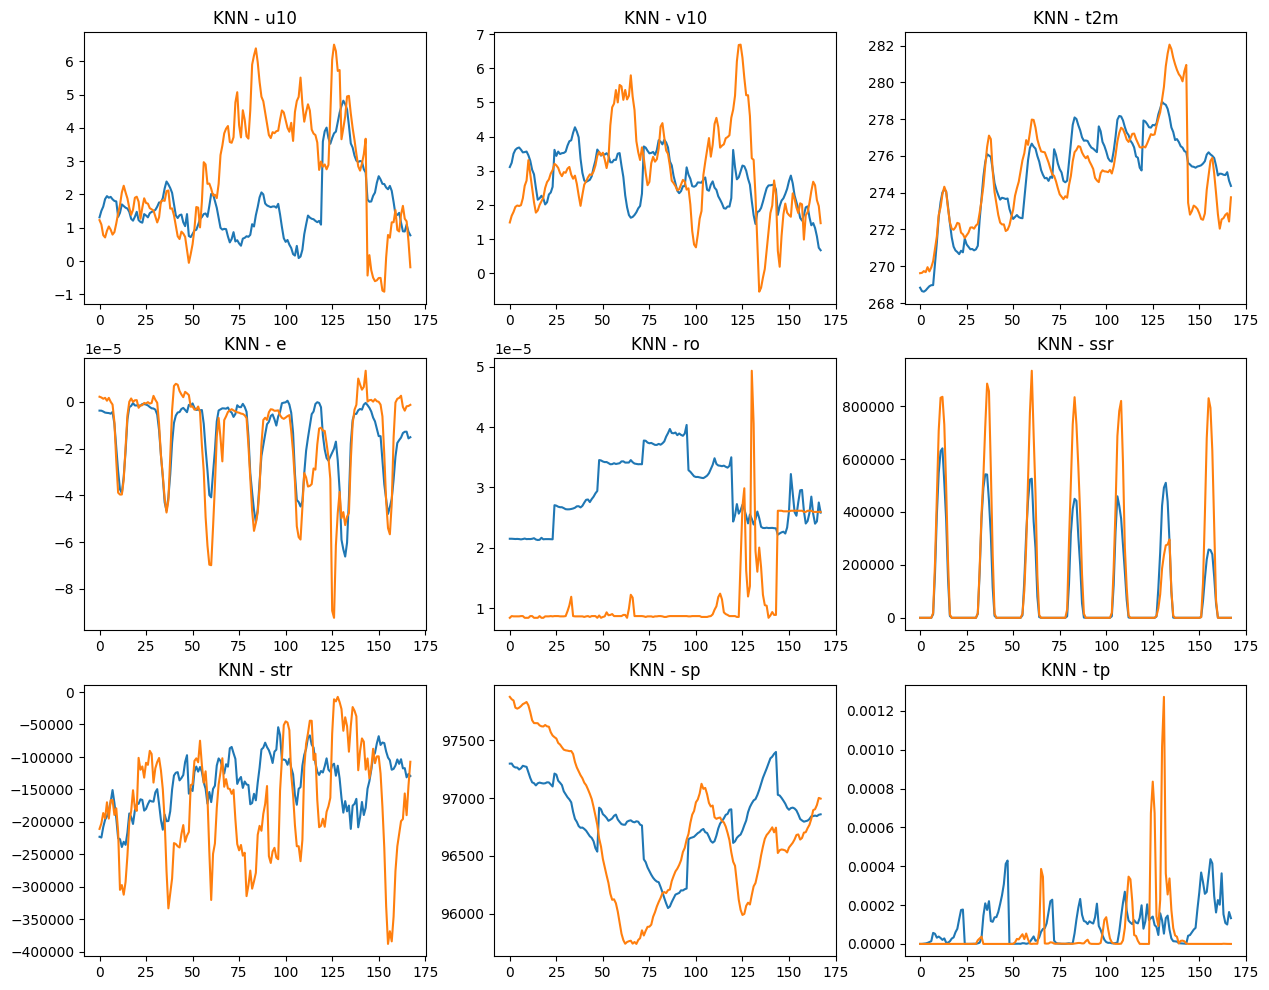 KNN - u10
6
5
4
3
2
1
0
−1
0 25 50 75 100 125 150 175
KNN - v10
7
6
5
4
3
2
1
0
0 25 50 75 100 125 150 175
KNN - t2m
282
280
278
276
274
272
270
268
0 25 50 75 100 125 150 175
KNN - e
1e−5
0
−2
−4
−6
−8
0 25 50 75 100 125 150 175
KNN - ro
1e−5
5
4
3
2
1
0 25 50 75 100 125 150 175
KNN - ssr
800000
600000
400000
200000
0
0 25 50 75 100 125 150 175
KNN - str
0
−50000
−100000
−150000
−200000
−250000
−300000
−350000
−400000
0 25 50 75 100 125 150 175
KNN - sp
97500
97000
96500
96000
0 25 50 75 100 125 150 175
KNN - tp
0.0012
0.0010
0.0008
0.0006
0.0004
0.0002
0.0000
0 25 50 75 100 125 150 175